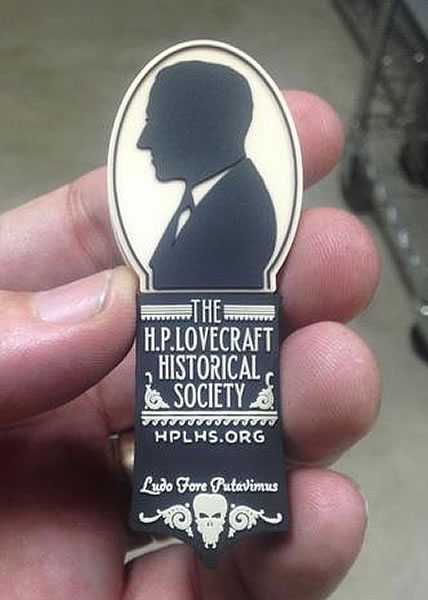 THE
H.P.LOVECRAFT
HISTORICAL
SOCIETY
HPLHS.ORG
Ludo Fore Putavimus